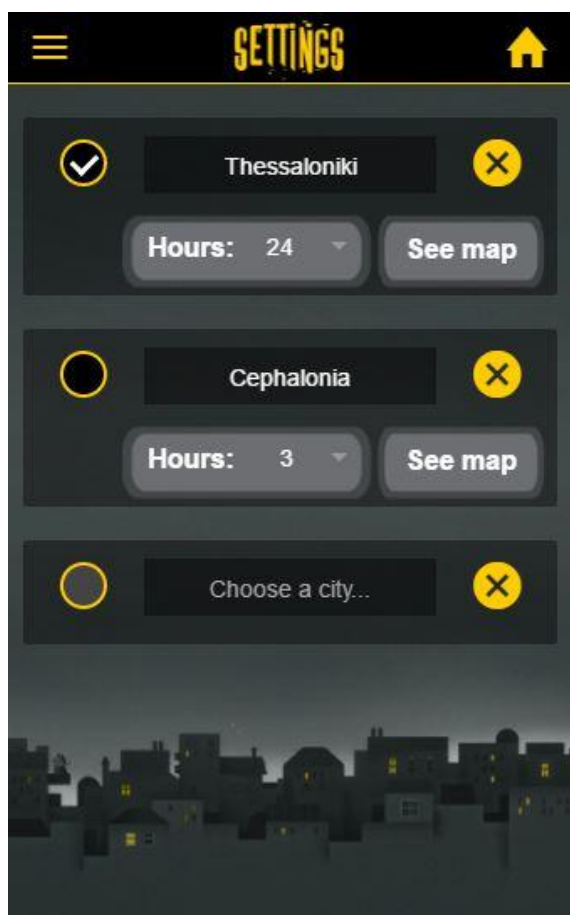 SETTINGS
Thessaloniki
Hours: 24 See map
Cephalonia
Hours: 3 See map
Choose a city...